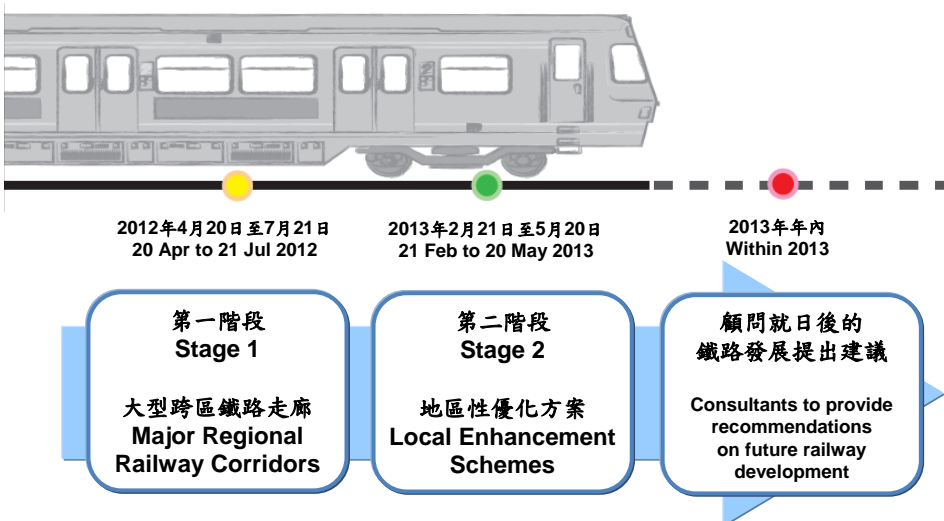 2012年4月20日至7月21日
20 Apr to 21 Jul 2012
2013年2月21日至5月20日
21 Feb to 20 May 2013
2013年年內
Within 2013
第一階段
Stage 1
大型跨區鐵路走廊
Major Regional
Railway Corridors
第二階段
Stage 2
地區性優化方案
Local Enhancement
Schemes
顧問就日後的
鐵路發展提出建議
Consultants to provide
recommendations
on future railway
development